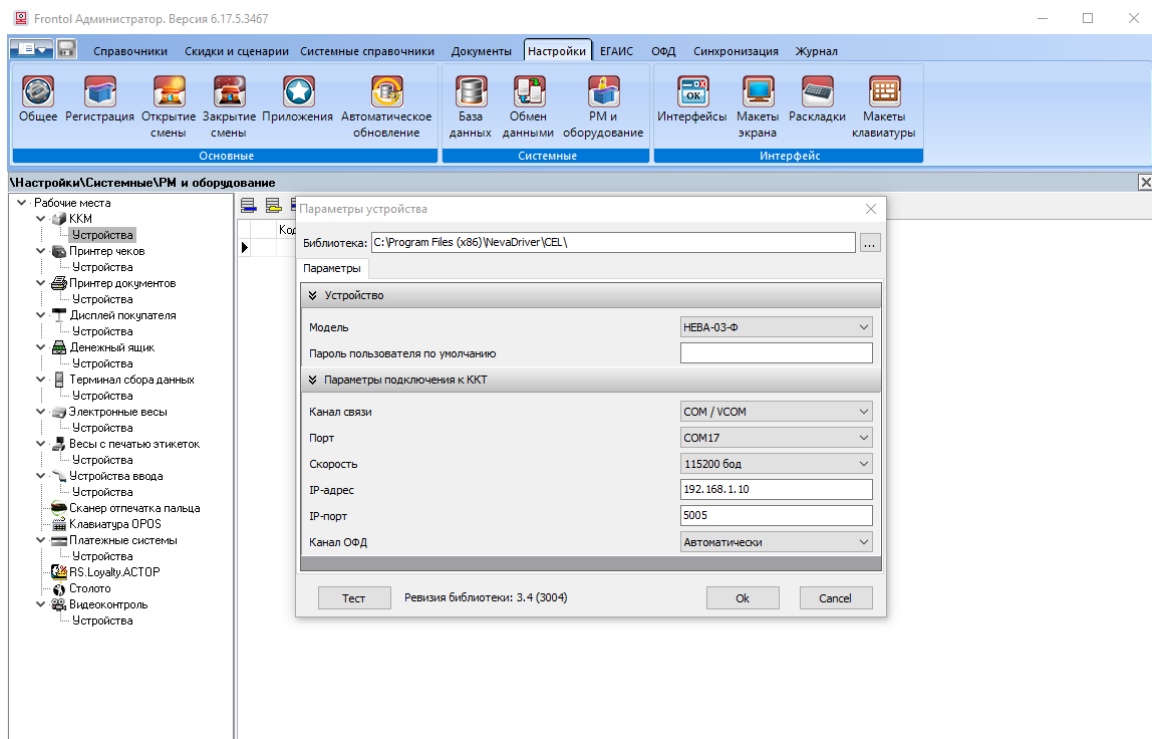 Frontol Администратор. Версия 6.17.5.3467
Справочники Скидки и сценарии Системные справочники Документы Настройки ЕГАИС ОФД Синхронизация Журнал
OK
Общее Регистрация Открытие смены Закрытие смены Приложения Автоматическое обновление База данных Обмен данными РМ и оборудование Интерфейсы Макеты экрана Раскладки Макеты клавиатуры
Основные Системные Интерфейс
\Настройки\Системные\РМ и оборудование
Рабочие места
ККМ
Устройства
Принтер чеков
Устройства
Принтер документов
Устройства
Дисплей покупателя
Устройства
Денежный ящик
Устройства
Терминал сбора данных
Устройства
Электронные весы
Устройства
Весы с печатью этикеток
Устройства
Устройства ввода
Устройства
Сканер отпечатка пальца
Клавиатура OPOS
Платежные системы
Устройства
RS.Loyalty.ACTOP
Столото
Видеоконтроль
Устройства
Параметры устройства
Библиотека: C:\Program Files (x86)\NevaDriver\CEL\ ...
Параметры
Устройство
Модель НЕВА-03-Ф
Пароль пользователя по умолчанию
Параметры подключения к ККТ
Канал связи COM / VCOM
Порт COM17
Скорость 115200 бод
IP-адрес 192.168.1.10
IP-порт 5005
Канал ОФД Автоматически
Тест Ревизия библиотеки: 3.4 (3004) Ok Cancel